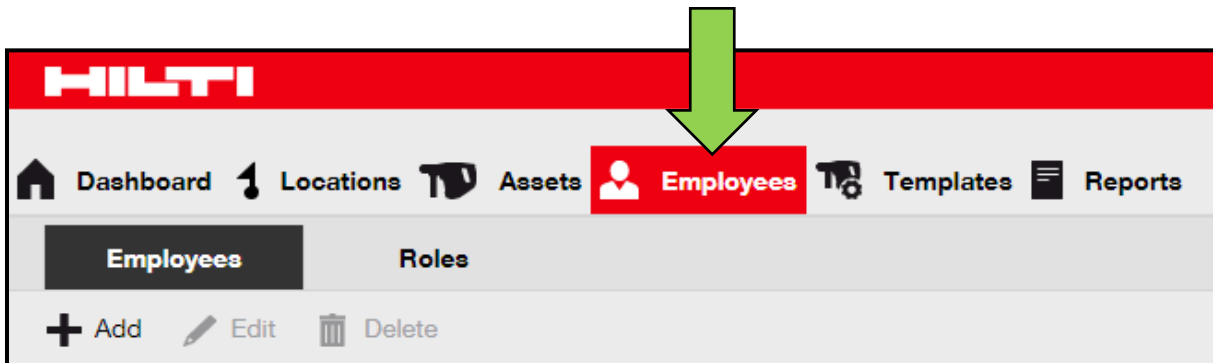 HILTI
Dashboard Locations Assets Employees Templates Reports
Employees Roles
Add Edit Delete